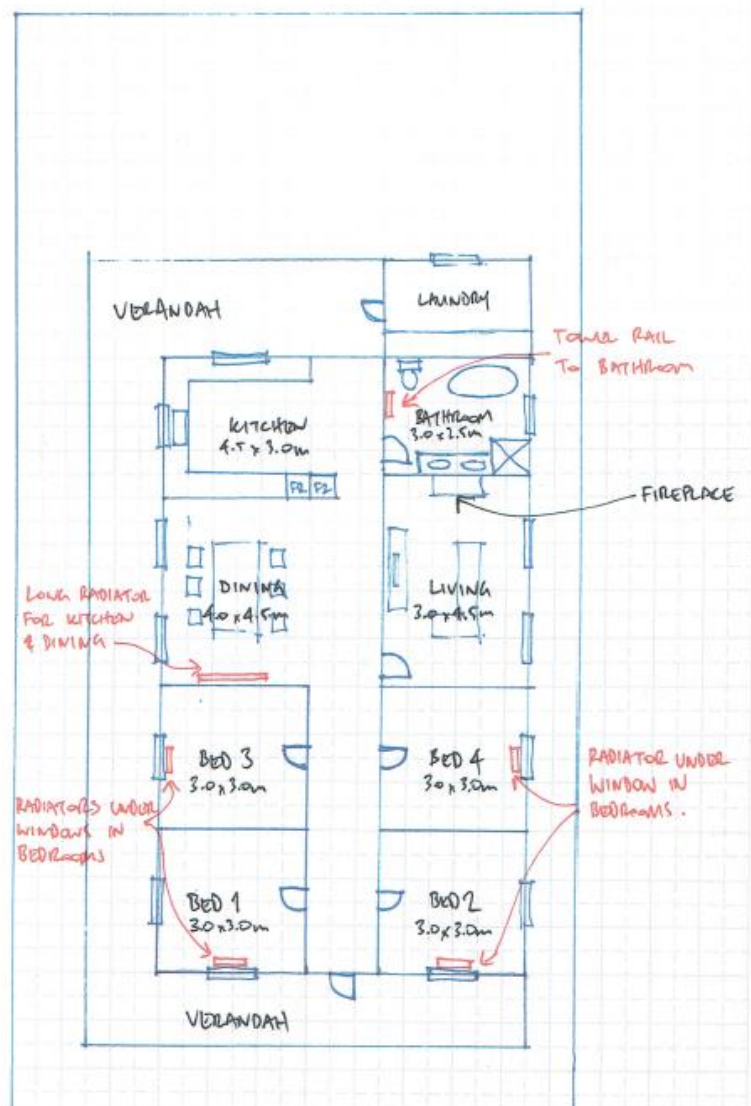 VERANDAH
LAUNDRY
TOWEL RAIL
TO BATHROOM
KITCHEN
4.5 x 3.0m
BATHROOM
3.0 x 2.5m
FR FZ
FIREPLACE
LONG RADIATOR
FOR KITCHEN
& DINING
DINING
4.0 x 4.5m
LIVING
3.0 x 4.5m
BED 3
3.0 x 3.0m
BED 4
3.0 x 3.0m
RADIATOR UNDER
WINDOW IN
BEDROOMS.
RADIATORS UNDER
WINDOWS IN
BEDROOMS
BED 1
3.0 x 3.0m
BED 2
3.0 x 3.0m
VERANDAH